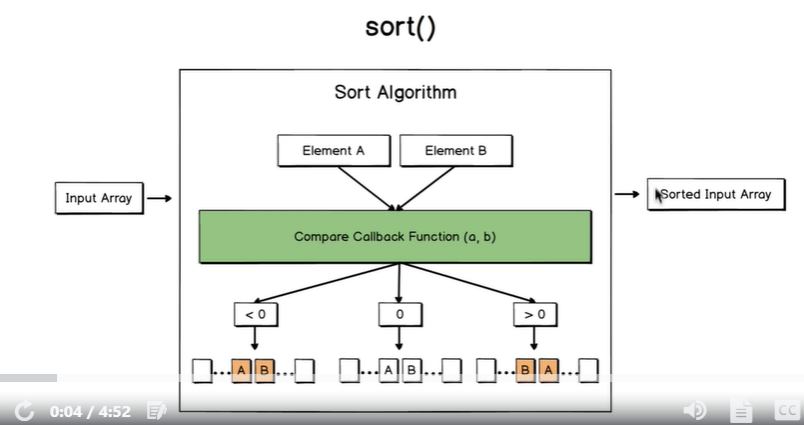 sort()
Sort Algorithm
Element A
Element B
Input Array
Sorted Input Array
Compare Callback Function (a, b)
< 0
0
> 0
... A B ...
... A B ...
... B A ...
0:04 / 4:52
CC